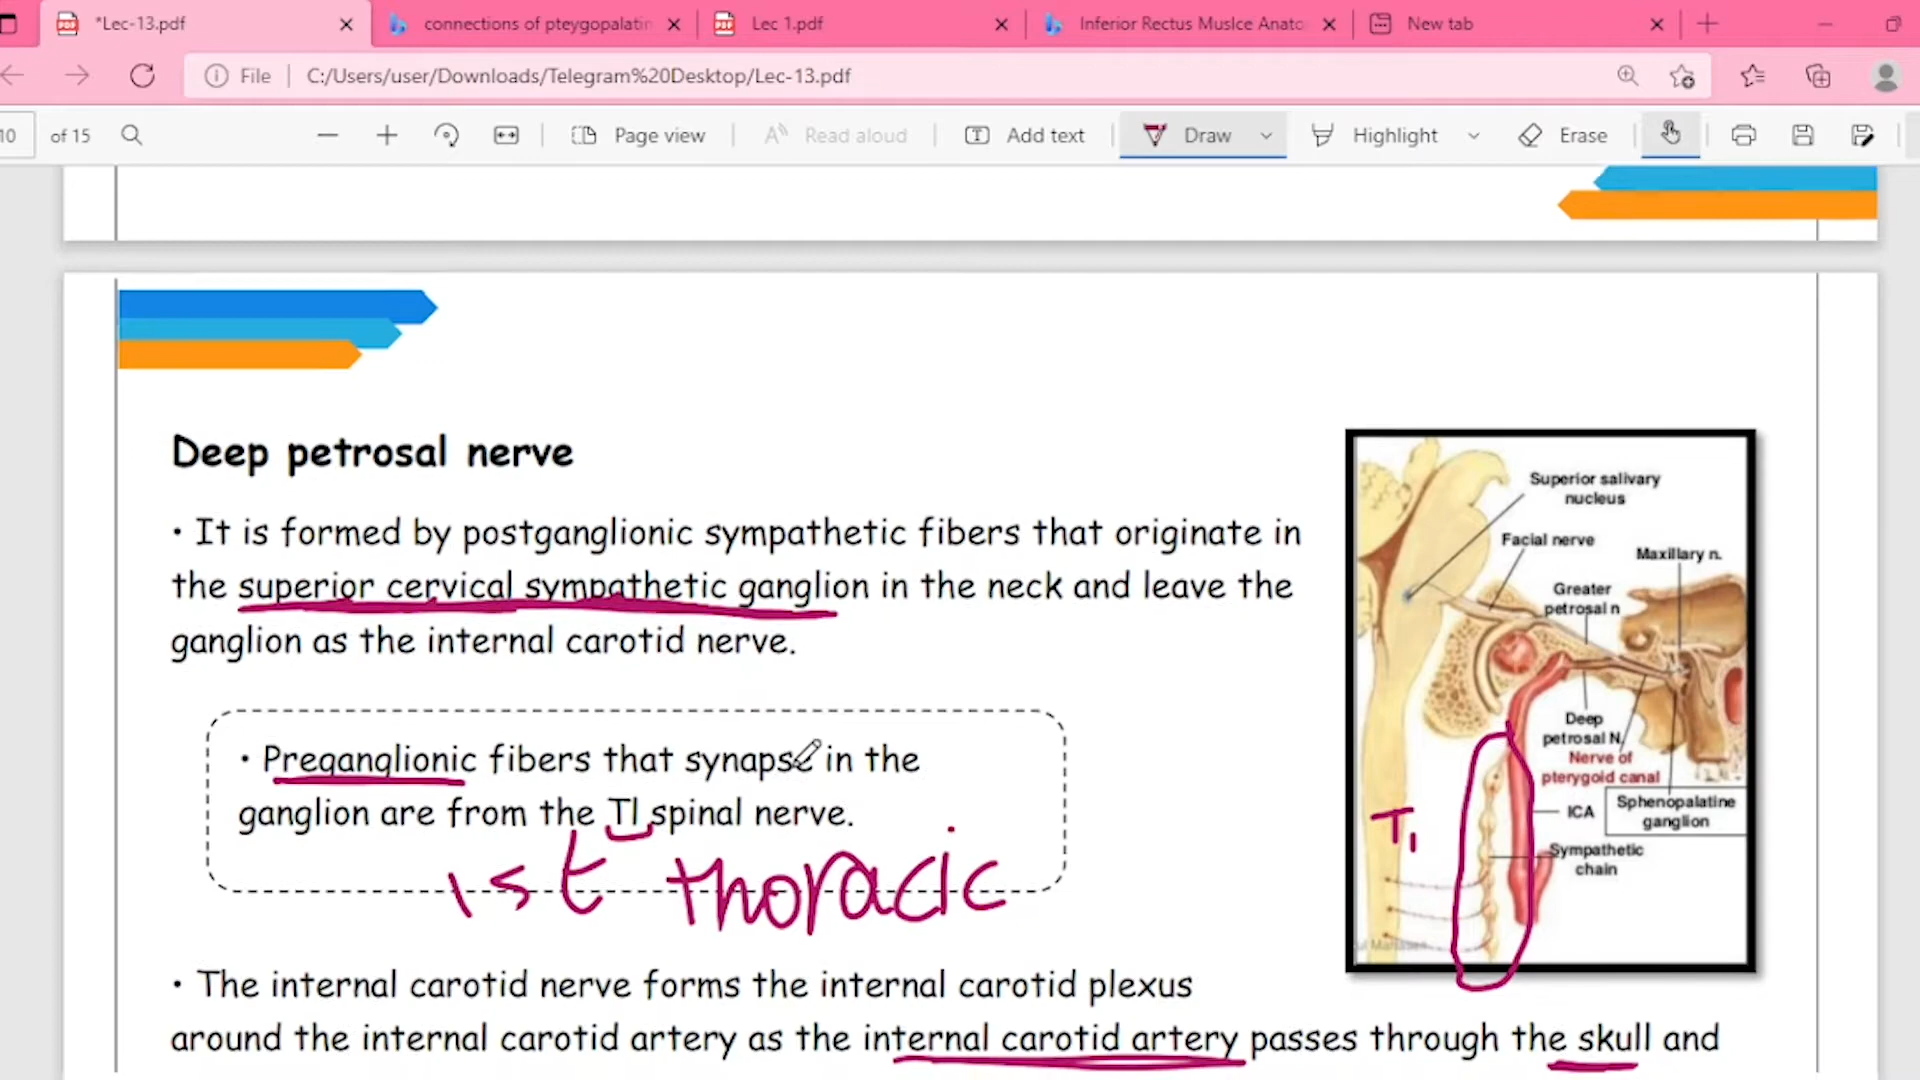 *Lec-13.pdf
connections of pteygopalatin
Lec 1.pdf
Inferior Rectus Muslce Anato
New tab
File
C:/Users/user/Downloads/Telegram%20Desktop/Lec-13.pdf
10 of 15
Page view
Read aloud
Add text
Draw
Highlight
Erase
Deep petrosal nerve
• It is formed by postganglionic sympathetic fibers that originate in
the superior cervical sympathetic ganglion in the neck and leave the
ganglion as the internal carotid nerve.
• Preganglionic fibers that synapse in the
ganglion are from the T1 spinal nerve.
1st thoracic
• The internal carotid nerve forms the internal carotid plexus
around the internal carotid artery as the internal carotid artery passes through the skull and
Superior salivary
nucleus
Facial nerve
Maxillary n.
Greater
petrosal n
Deep
petrosal N.
Nerve of
pterygoid canal
ICA
Sphenopalatine
ganglion
T1
Sympathetic
chain